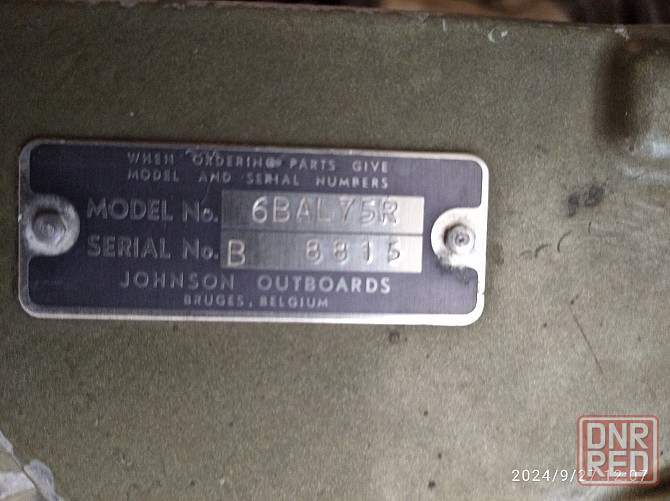 WHEN ORDERING PARTS GIVE
MODEL AND SERIAL NUMBERS
MODEL No. 6BALY5R
SERIAL No. B 8815
JOHNSON OUTBOARDS
BRUGES, BELGIUM
DNR
RED
2024/9/27 12:07